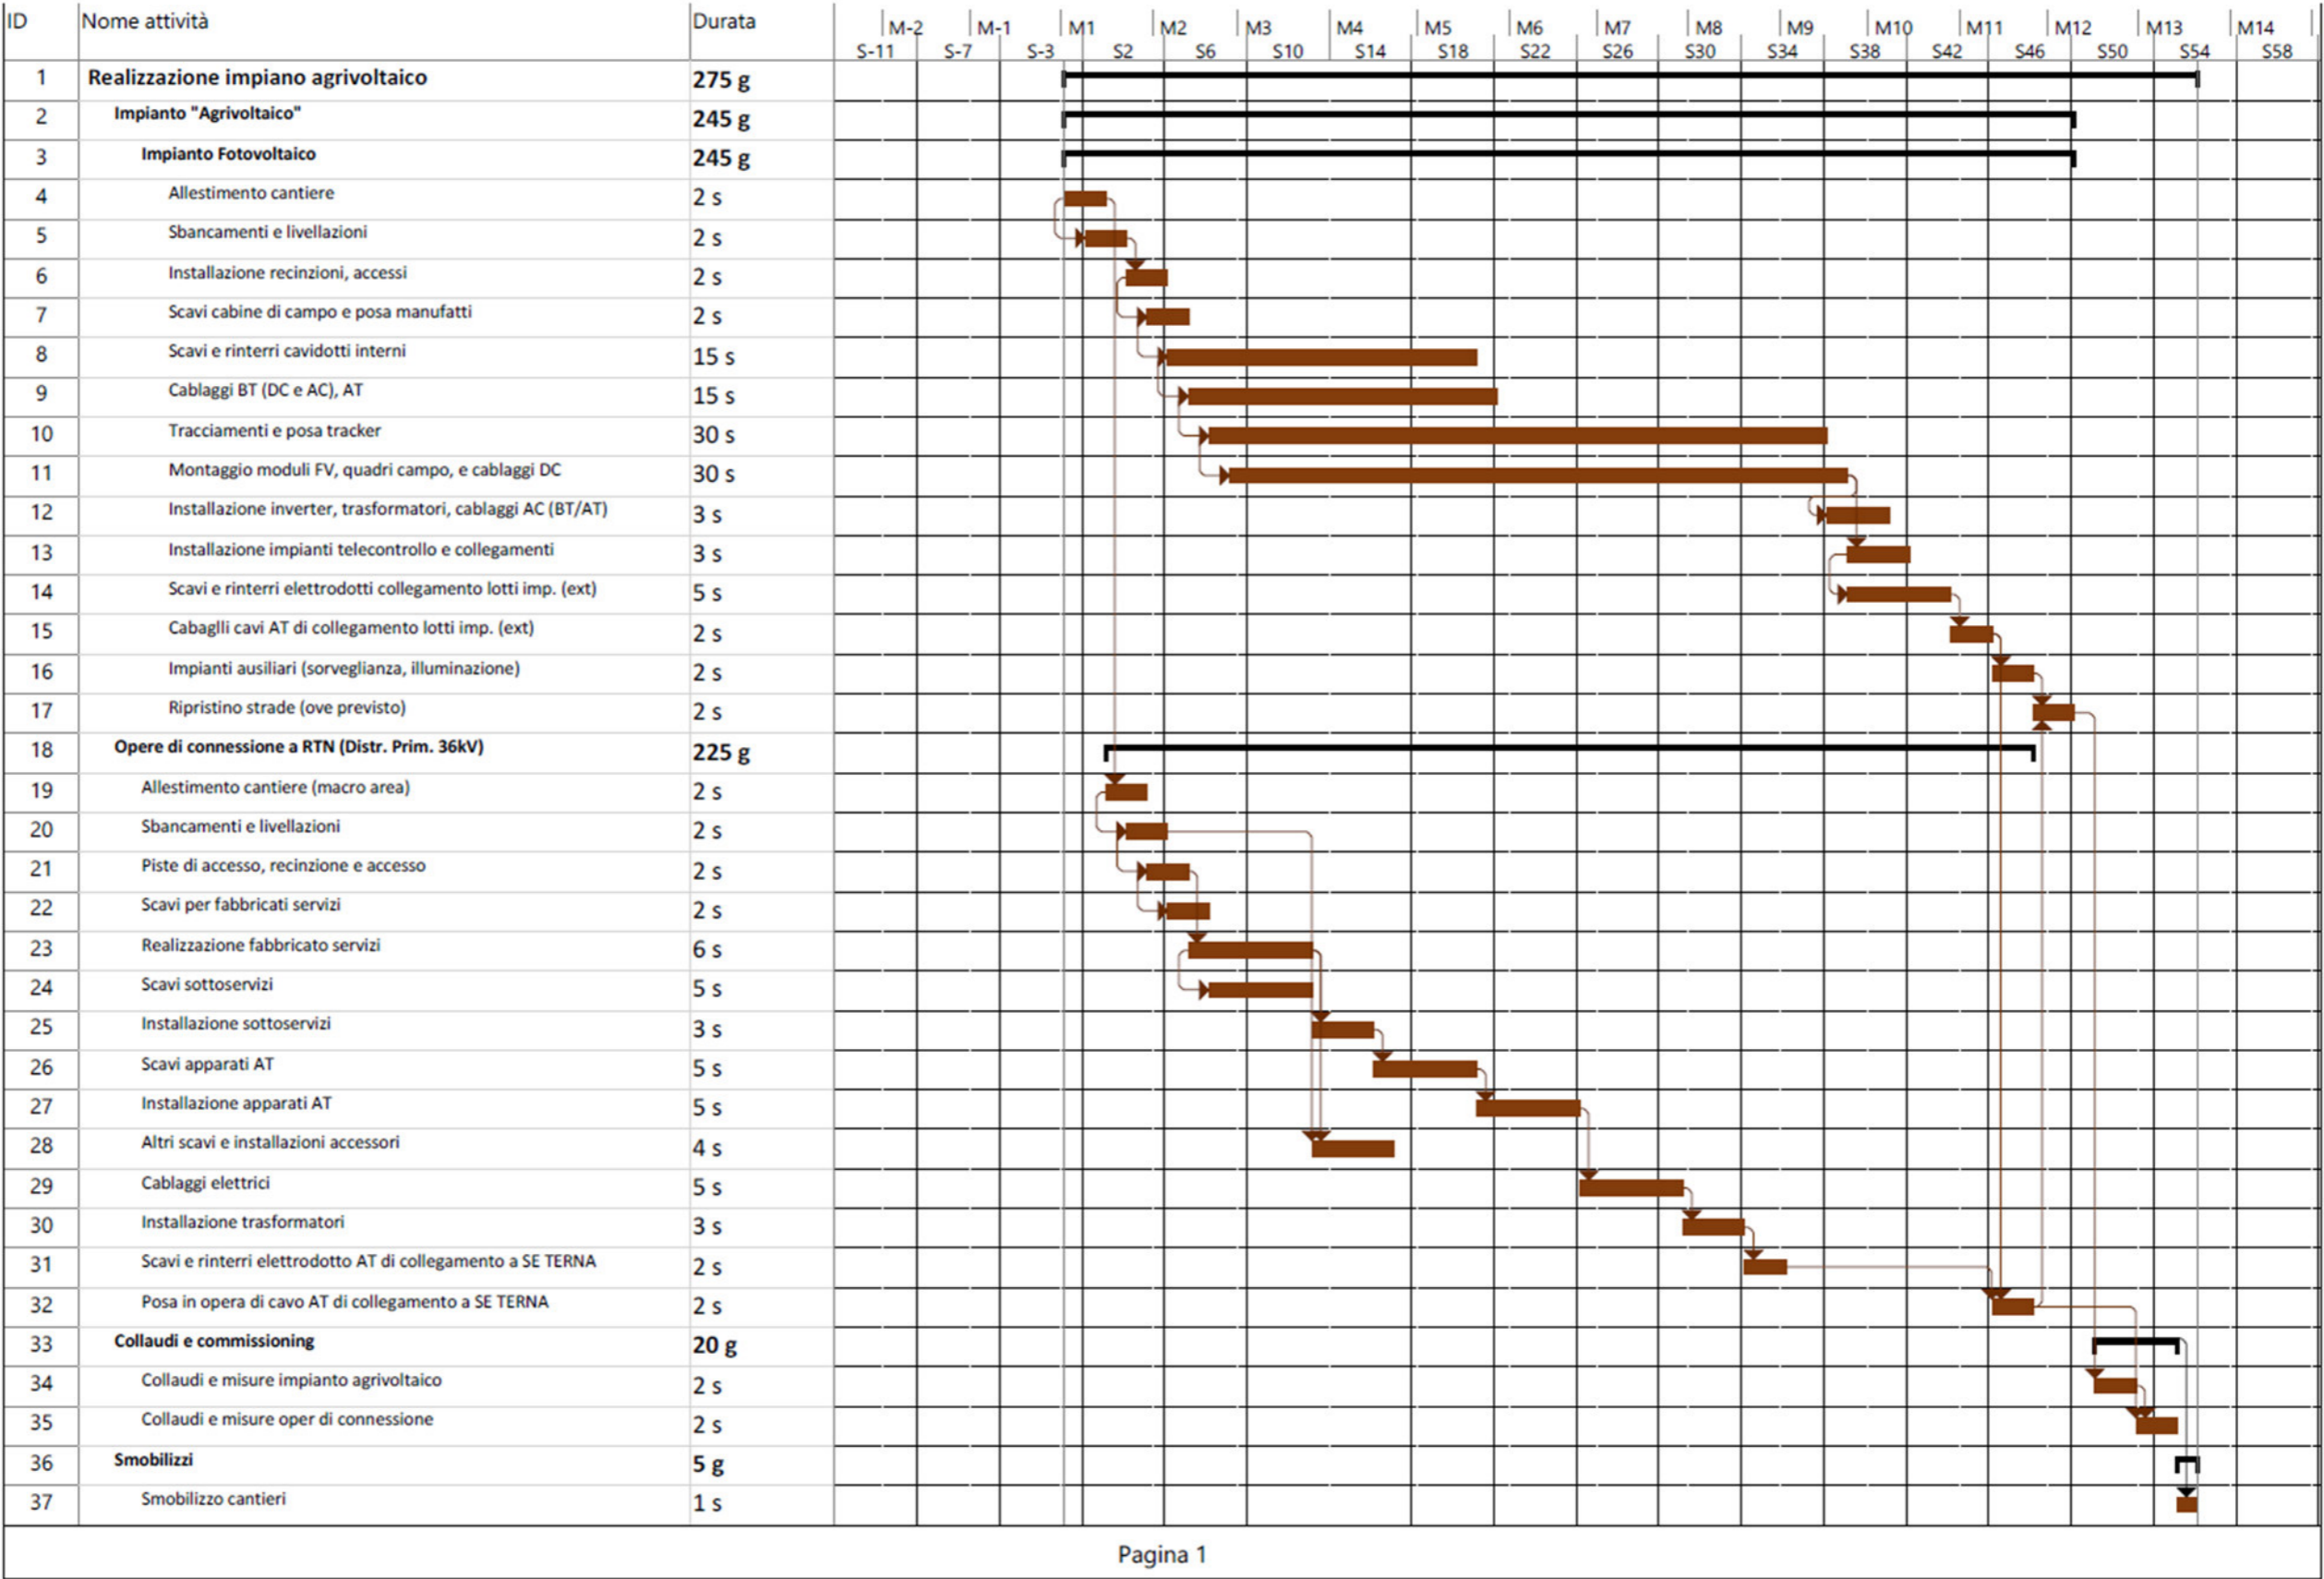 ID Nome attività Durata M-2 M-1 M1 M2 M3 M4 M5 M6 M7 M8 M9 M10 M11 M12 M13 M14
S-11 S-7 S-3 S2 S6 S10 S14 S18 S22 S26 S30 S34 S38 S42 S46 S50 S54 S58
1 Realizzazione impiano agrivoltaico 275 g
2 Impianto "Agrivoltaico" 245 g
3 Impianto Fotovoltaico 245 g
4 Allestimento cantiere 2 s
5 Sbancamenti e livellazioni 2 s
6 Installazione recinzioni, accessi 2 s
7 Scavi cabine di campo e posa manufatti 2 s
8 Scavi e rinterri cavidotti interni 15 s
9 Cablaggi BT (DC e AC), AT 15 s
10 Tracciamenti e posa tracker 30 s
11 Montaggio moduli FV, quadri campo, e cablaggi DC 30 s
12 Installazione inverter, trasformatori, cablaggi AC (BT/AT) 3 s
13 Installazione impianti telecontrollo e collegamenti 3 s
14 Scavi e rinterri elettrodotti collegamento lotti imp. (ext) 5 s
15 Cabaglli cavi AT di collegamento lotti imp. (ext) 2 s
16 Impianti ausiliari (sorveglianza, illuminazione) 2 s
17 Ripristino strade (ove previsto) 2 s
18 Opere di connessione a RTN (Distr. Prim. 36kV) 225 g
19 Allestimento cantiere (macro area) 2 s
20 Sbancamenti e livellazioni 2 s
21 Piste di accesso, recinzione e accesso 2 s
22 Scavi per fabbricati servizi 2 s
23 Realizzazione fabbricato servizi 6 s
24 Scavi sottoservizi 5 s
25 Installazione sottoservizi 3 s
26 Scavi apparati AT 5 s
27 Installazione apparati AT 5 s
28 Altri scavi e installazioni accessori 4 s
29 Cablaggi elettrici 5 s
30 Installazione trasformatori 3 s
31 Scavi e rinterri elettrodotto AT di collegamento a SE TERNA 2 s
32 Posa in opera di cavo AT di collegamento a SE TERNA 2 s
33 Collaudi e commissioning 20 g
34 Collaudi e misure impianto agrivoltaico 2 s
35 Collaudi e misure oper di connessione 2 s
36 Smobilizzi 5 g
37 Smobilizzo cantieri 1 s
Pagina 1